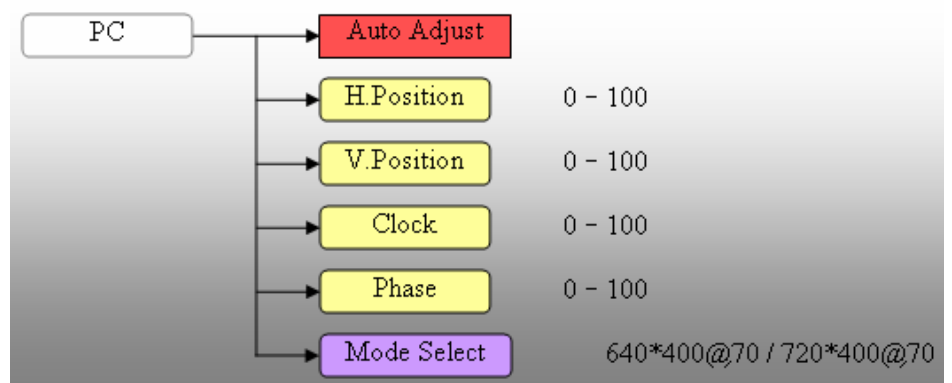 PC
Auto Adjust
H.Position 0 - 100
V.Position 0 - 100
Clock 0 - 100
Phase 0 - 100
Mode Select 640*400@70 / 720*400@70